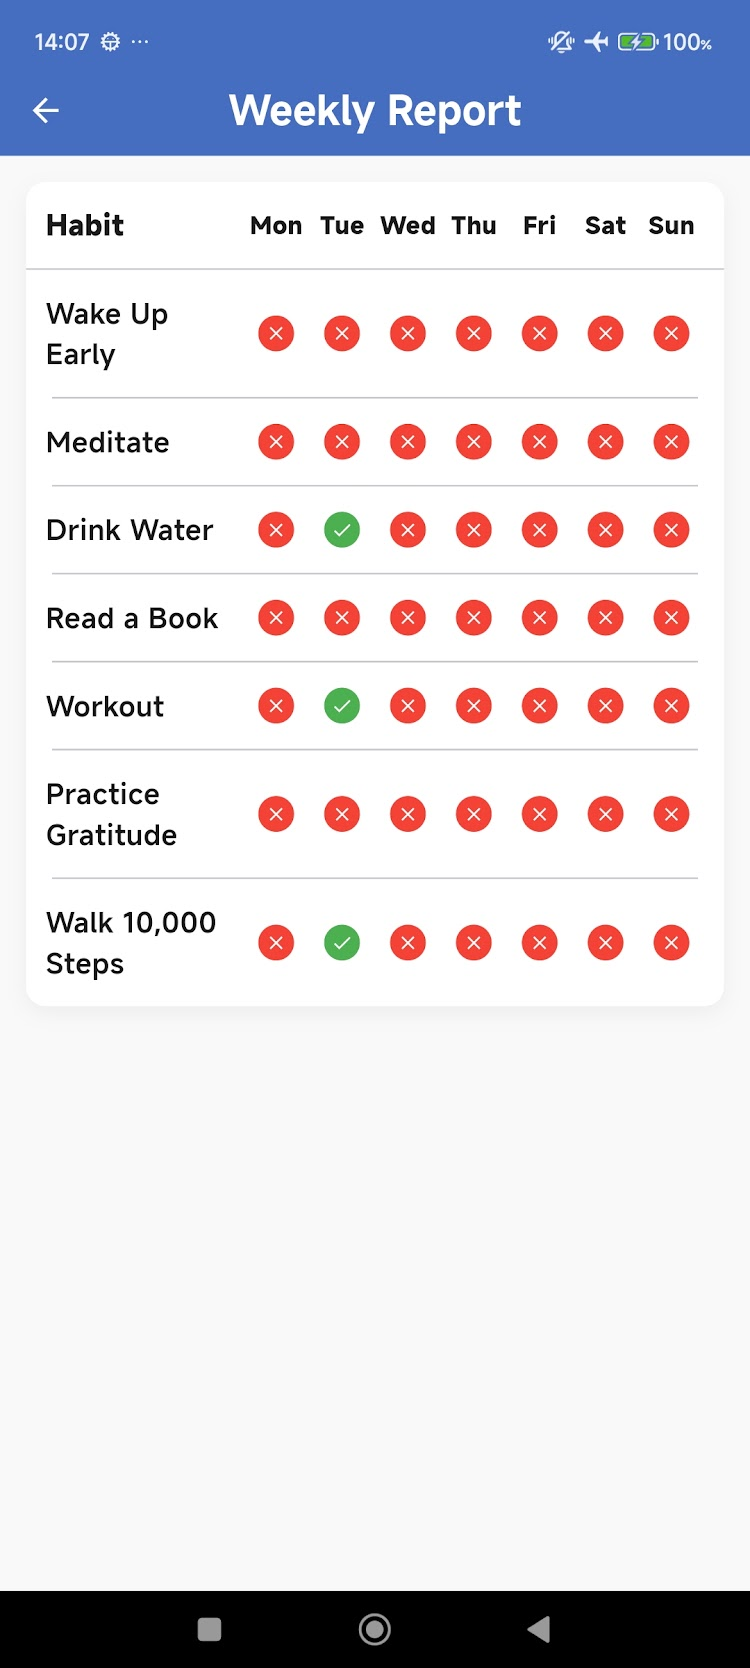 14:07 ... 100%
Weekly Report
Habit Mon Tue Wed Thu Fri Sat Sun
Wake Up
Early
Meditate
Drink Water
Read a Book
Workout
Practice
Gratitude
Walk 10,000
Steps